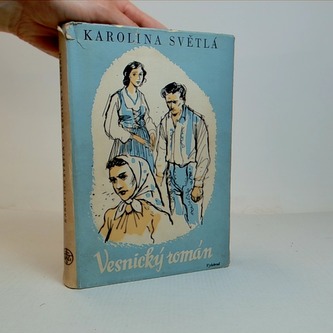 KAROLINA SVĚTLÁ
Vesnický román